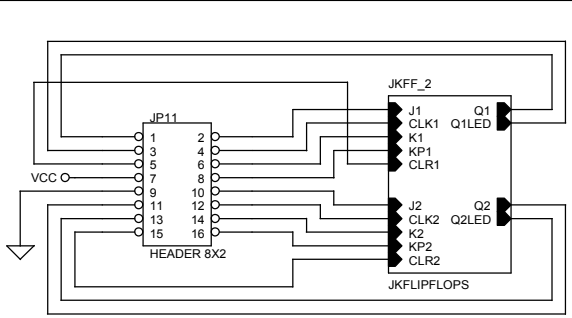 JKFF_2
JP11
1 2
3 4
5 6
VCC 7 8
9 10
11 12
13 14
15 16
HEADER 8X2
J1 Q1
CLK1 Q1LED
K1
KP1
CLR1
J2 Q2
CLK2 Q2LED
K2
KP2
CLR2
JKFLIPFLOPS